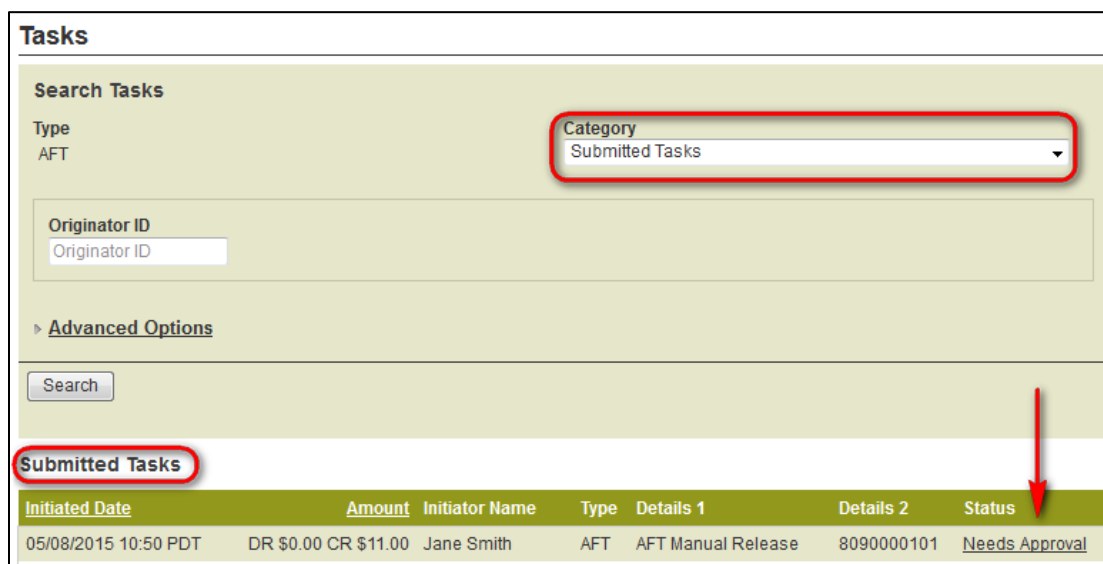 Tasks
Search Tasks
Type
AFT
Category
Submitted Tasks
Originator ID
Originator ID
Advanced Options
Search
Submitted Tasks
Initiated Date Amount Initiator Name Type Details 1 Details 2 Status
05/08/2015 10:50 PDT DR $0.00 CR $11.00 Jane Smith AFT AFT Manual Release 8090000101 Needs Approval